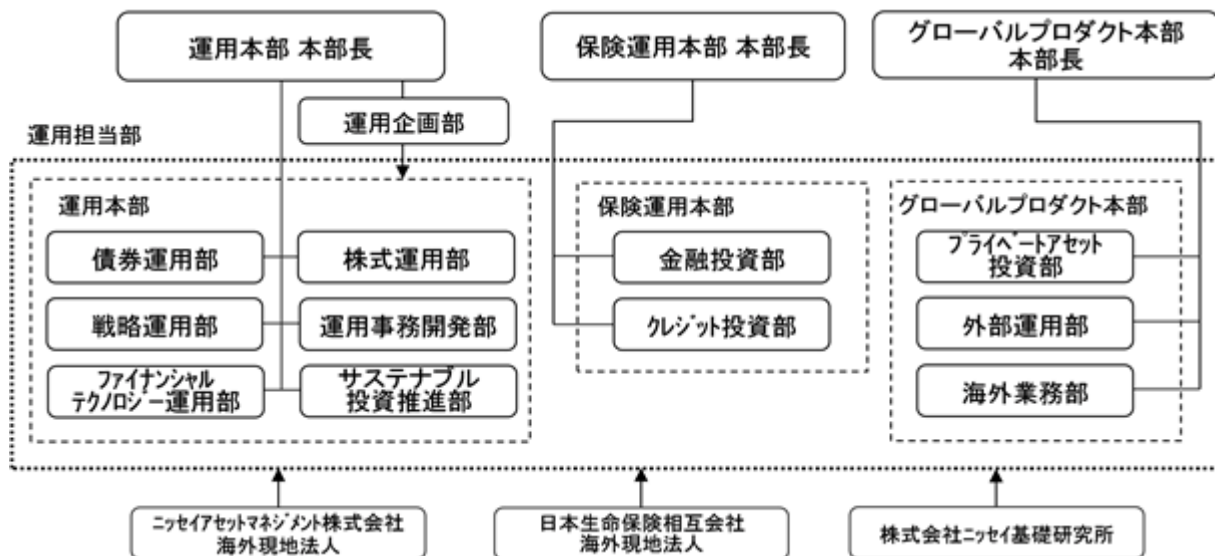 運用本部 本部長
保険運用本部 本部長
グローバルプロダクト本部
本部長
運用企画部
運用担当部
運用本部
債券運用部
株式運用部
戦略運用部
運用事務開発部
ファイナンシャル
テクノロジー運用部
サステナブル
投資推進部
保険運用本部
金融投資部
クレジット投資部
グローバルプロダクト本部
プライベートアセット
投資部
外部運用部
海外業務部
ニッセイアセットマネジメント株式会社
海外現地法人
日本生命保険相互会社
海外現地法人
株式会社ニッセイ基礎研究所